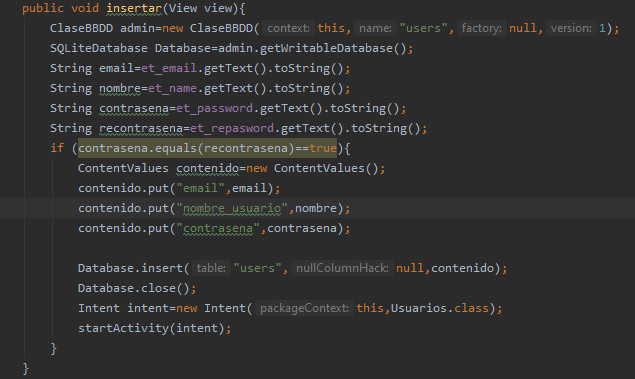 public void insertar(View view){
ClaseBBDD admin=new ClaseBBDD( context: this, name: "users", factory: null, version: 1);
SQLiteDatabase Database=admin.getWritableDatabase();
String email=et_email.getText().toString();
String nombre=et_name.getText().toString();
String contrasena=et_password.getText().toString();
String recontrasena=et_repasword.getText().toString();
if (contrasena.equals(recontrasena)==true){
ContentValues contenido=new ContentValues();
contenido.put("email",email);
contenido.put("nombre_usuario",nombre);
contenido.put("contrasena",contrasena);
Database.insert( table: "users", nullColumnHack: null,contenido);
Database.close();
Intent intent=new Intent( packageContext: this,Usuarios.class);
startActivity(intent);
}
}